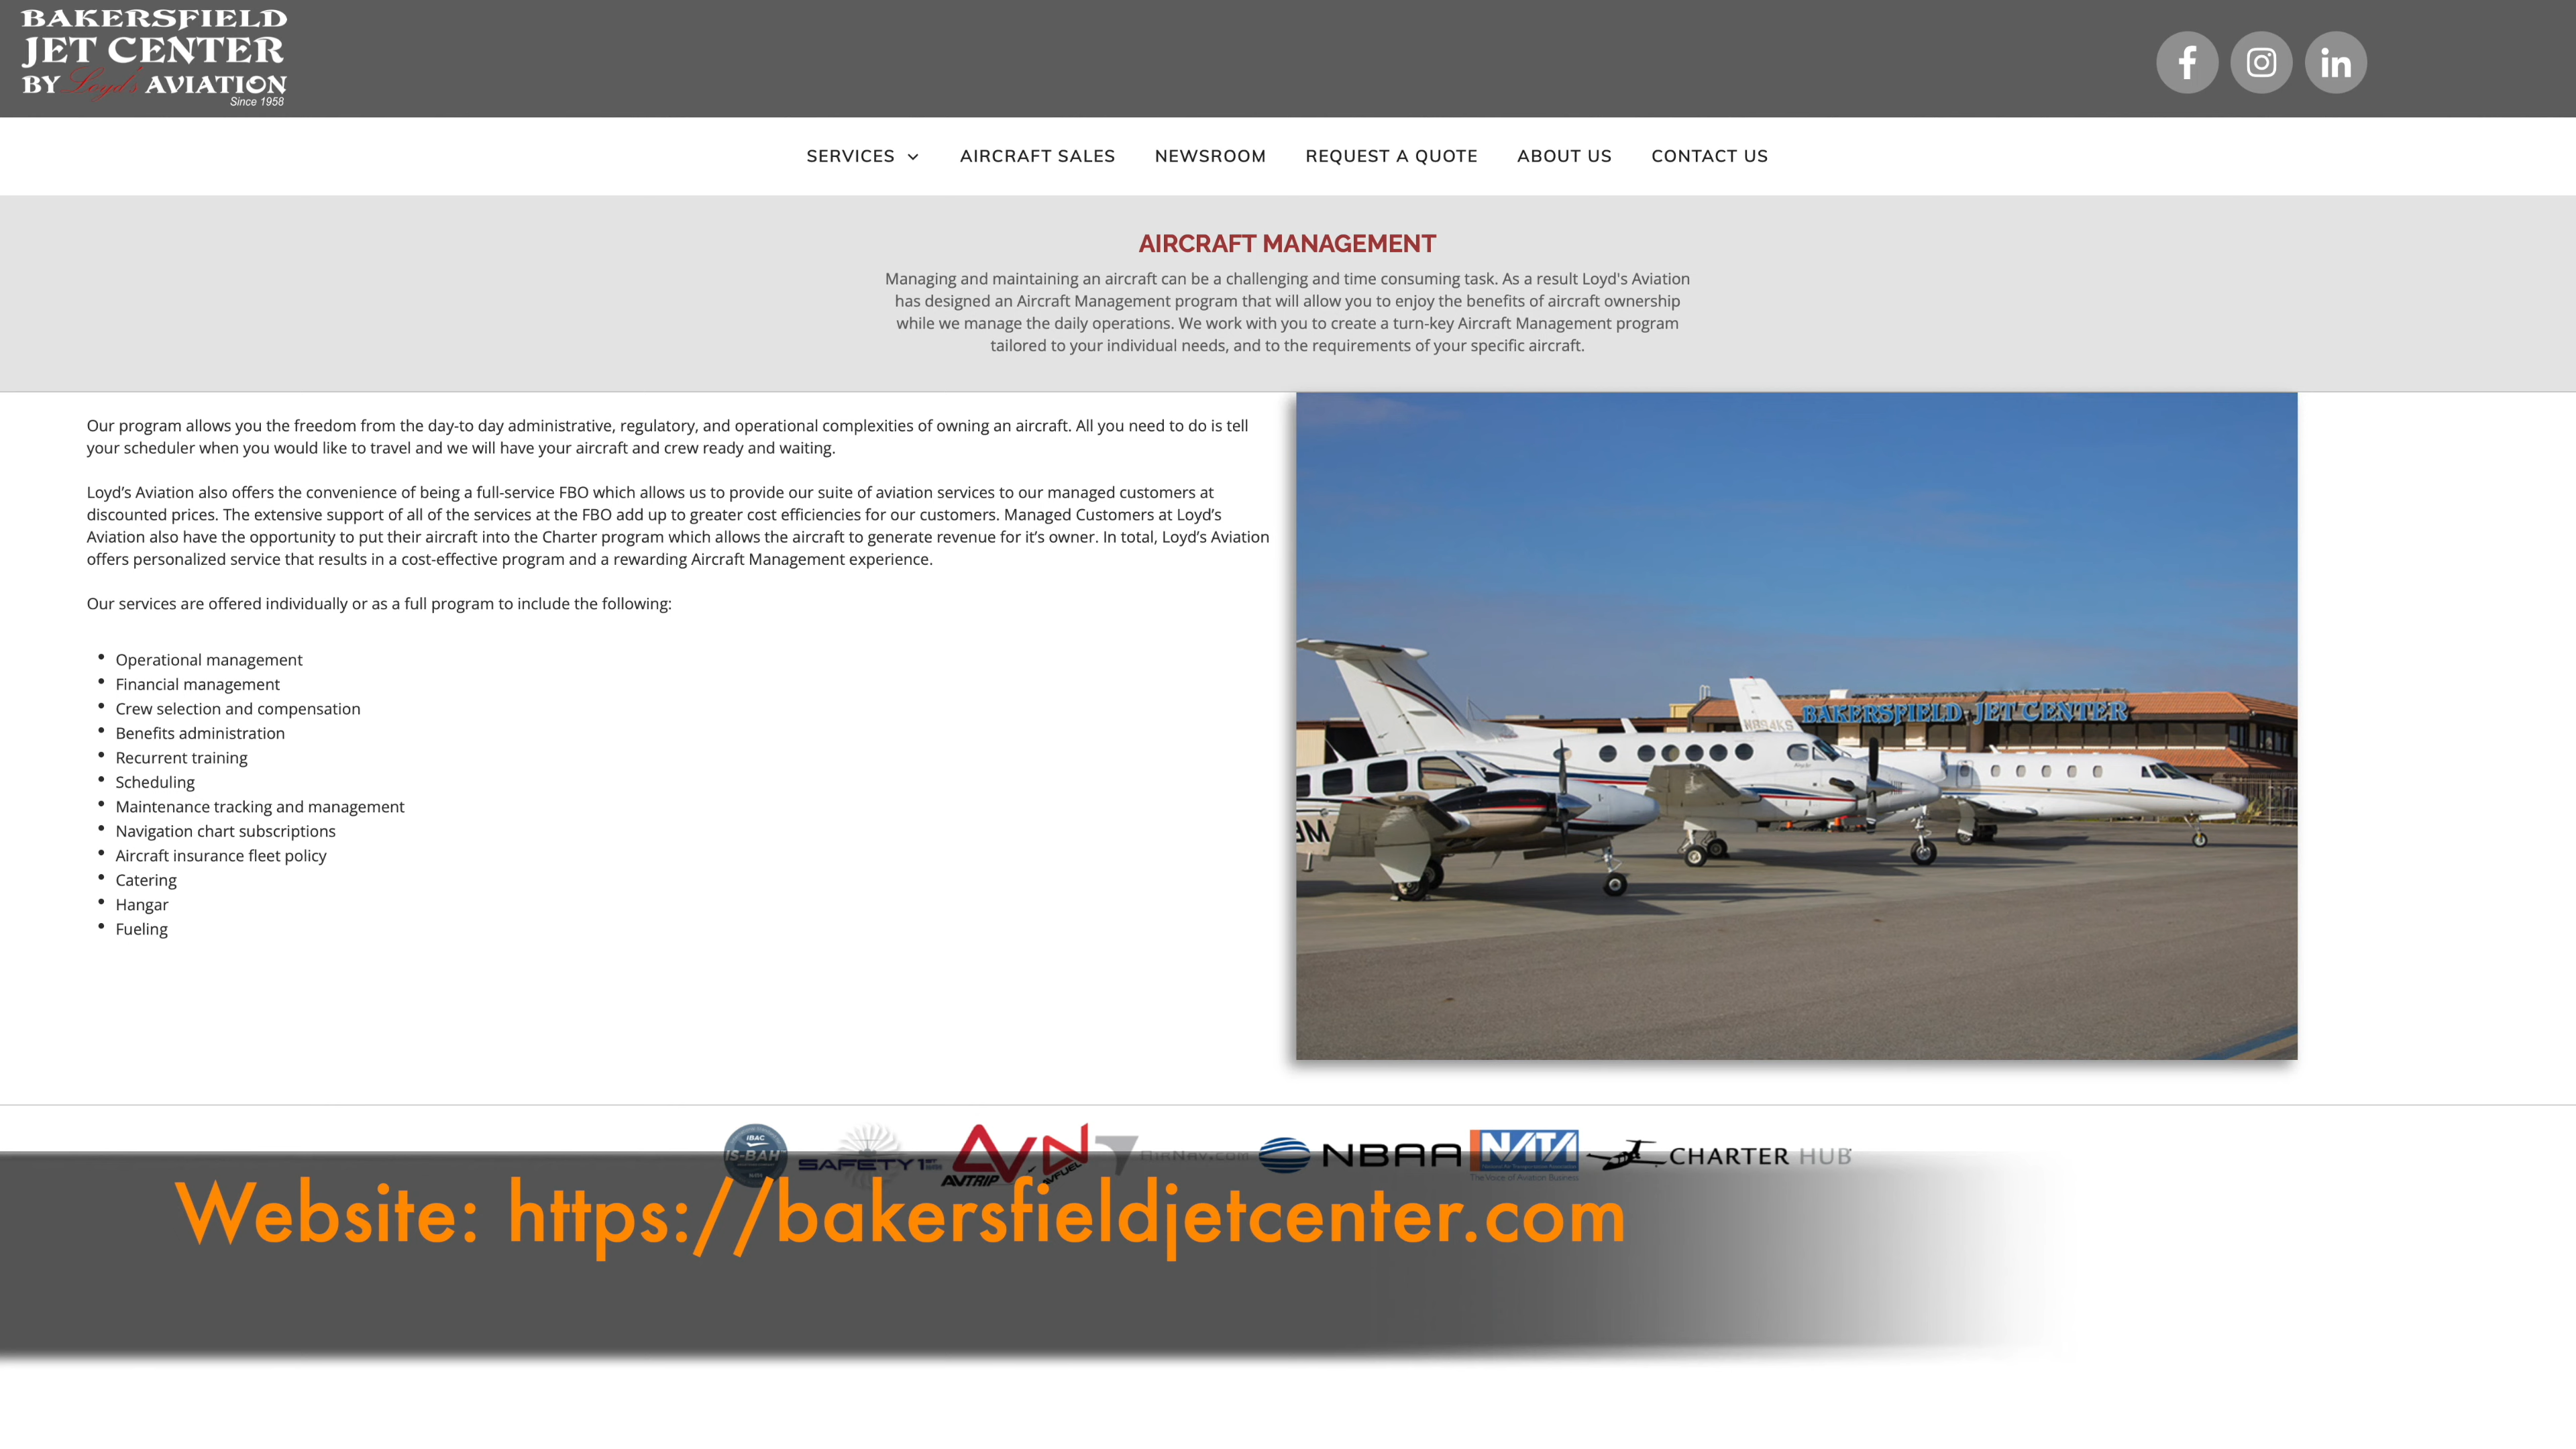 BAKERSFIELD
JET CENTER
BY Loyd's AVIATION
Since 1958
SERVICES AIRCRAFT SALES NEWSROOM REQUEST A QUOTE ABOUT US CONTACT US
AIRCRAFT MANAGEMENT
Managing and maintaining an aircraft can be a challenging and time consuming task. As a result Loyd's Aviation
has designed an Aircraft Management program that will allow you to enjoy the benefits of aircraft ownership
while we manage the daily operations. We work with you to create a turn-key Aircraft Management program
tailored to your individual needs, and to the requirements of your specific aircraft.
Our program allows you the freedom from the day-to day administrative, regulatory, and operational complexities of owning an aircraft. All you need to do is tell
your scheduler when you would like to travel and we will have your aircraft and crew ready and waiting.
Loyd’s Aviation also offers the convenience of being a full-service FBO which allows us to provide our suite of aviation services to our managed customers at
discounted prices. The extensive support of all of the services at the FBO add up to greater cost efficiencies for our customers. Managed Customers at Loyd’s
Aviation also have the opportunity to put their aircraft into the Charter program which allows the aircraft to generate revenue for it’s owner. In total, Loyd’s Aviation
offers personalized service that results in a cost-effective program and a rewarding Aircraft Management experience.
Our services are offered individually or as a full program to include the following:
• Operational management
• Financial management
• Crew selection and compensation
• Benefits administration
• Recurrent training
• Scheduling
• Maintenance tracking and management
• Navigation chart subscriptions
• Aircraft insurance fleet policy
• Catering
• Hangar
• Fueling
BAKERSFIELD JET CENTER
IBAC
IS-BAH
SAFETY 1st
AVTRIP
AVFUEL
AirNav.com
NBAA
NATA
The Voice of Aviation Business
CHARTER HUB
Website: https://bakersfieldjetcenter.com